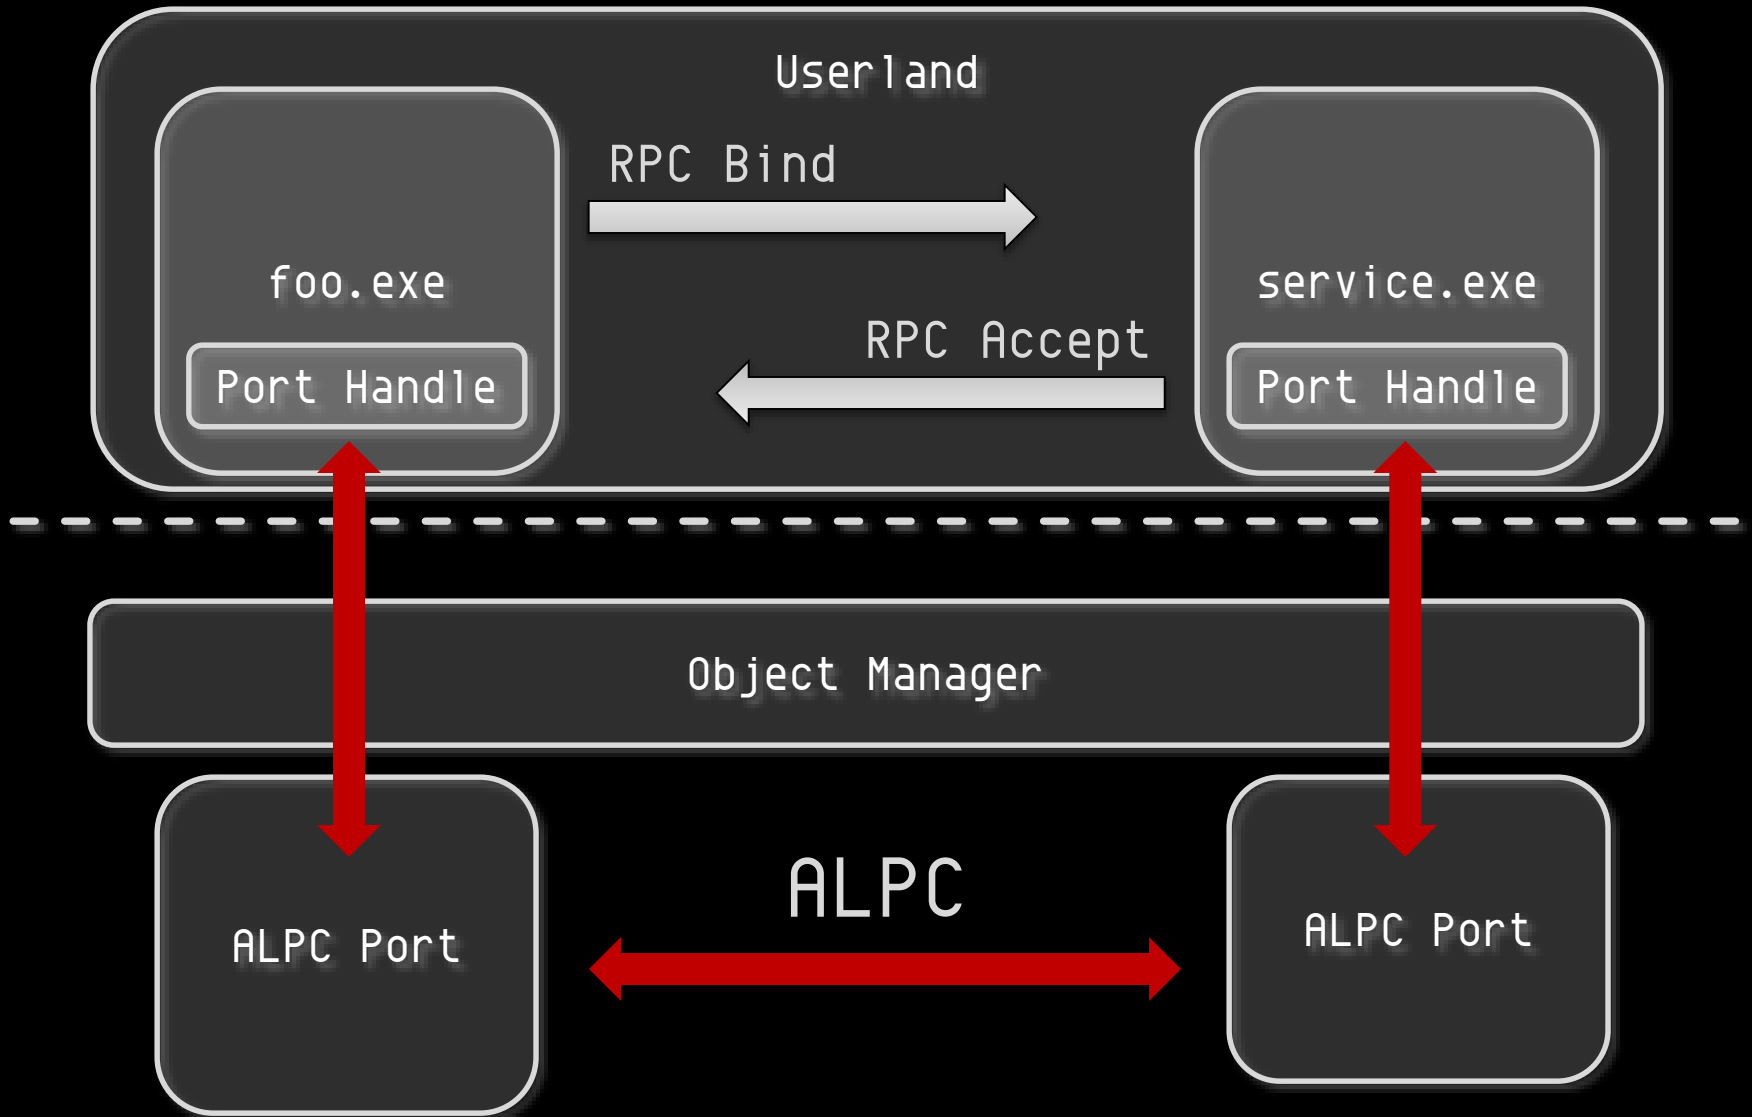 Userland
RPC Bind
foo.exe
service.exe
RPC Accept
Port Handle
Port Handle
Object Manager
ALPC
ALPC Port
ALPC Port